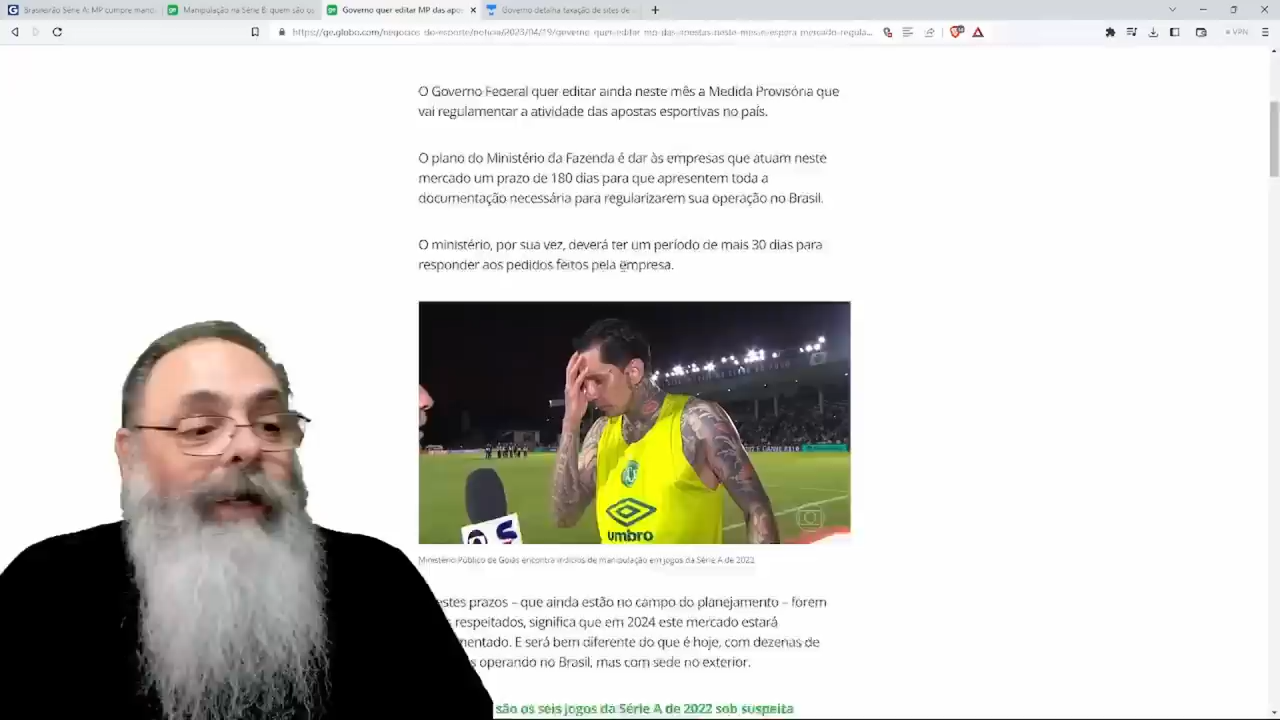 Brasileirão Série A: MP cumpre mand
Manipulação na Série B: quem são os
Governo quer editar MP das apos
Governo detalha taxação de sites de
https://ge.globo.com/negocios-do-esporte/noticia/2023/04/19/governo-quer-editar-mp-das-apostas-neste-mes-e-espera-mercado-regula...
VPN
O Governo Federal quer editar ainda neste mês a Medida Provisória que
vai regulamentar a atividade das apostas esportivas no país.
O plano do Ministério da Fazenda é dar às empresas que atuam neste
mercado um prazo de 180 dias para que apresentem toda a
documentação necessária para regularizarem sua operação no Brasil.
O ministério, por sua vez, deverá ter um período de mais 30 dias para
responder aos pedidos feitos pela empresa.
umbro
Ministério Público de Goiás encontra indícios de manipulação em jogos da Série A de 2022
estes prazos – que ainda estão no campo do planejamento – forem
respeitados, significa que em 2024 este mercado estará
mentado. E será bem diferente do que é hoje, com dezenas de
operando no Brasil, mas com sede no exterior.
são os seis jogos da Série A de 2022 sob suspeita